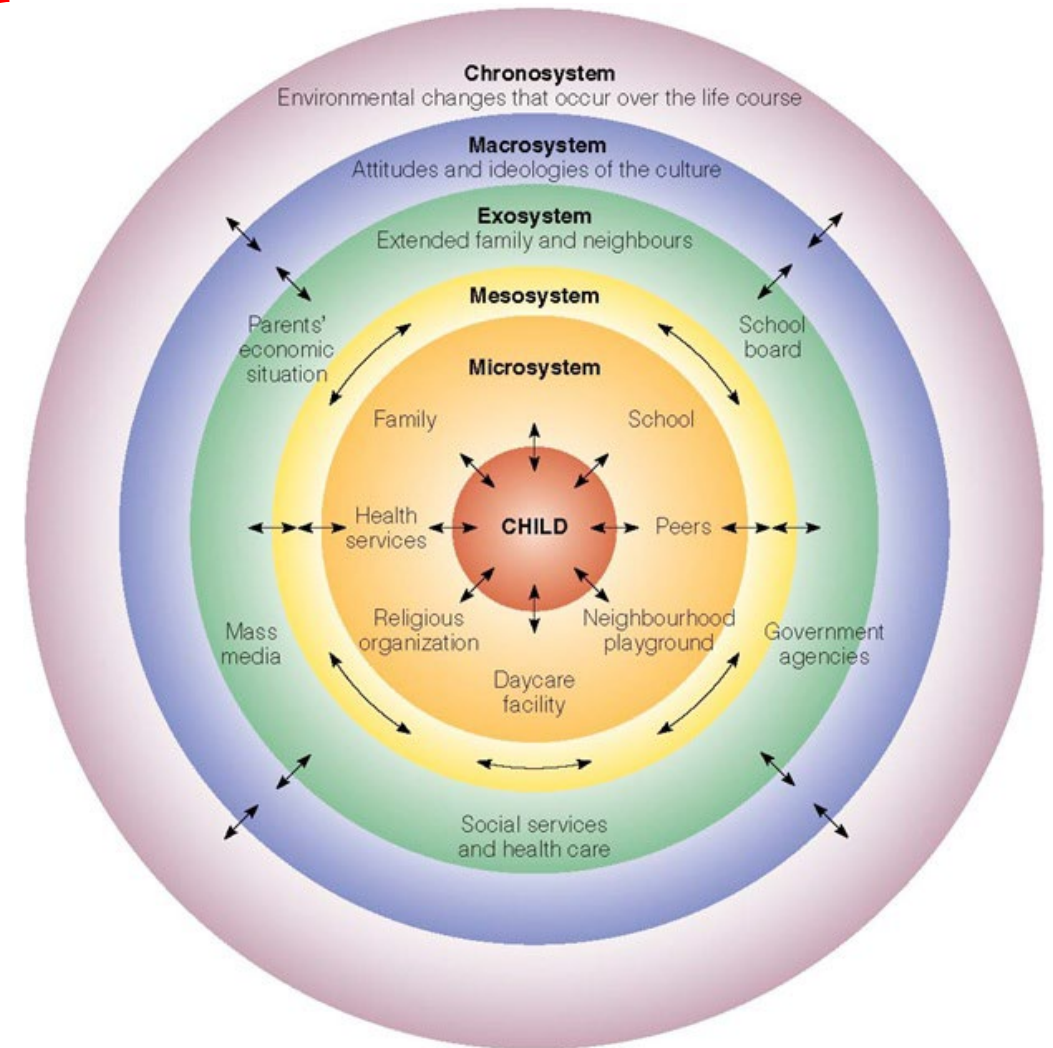 Chronosystem
Environmental changes that occur over the life course
Macrosystem
Attitudes and ideologies of the culture
Exosystem
Extended family and neighbours
Mesosystem
Parents'
economic
situation
School
board
Microsystem
Family
School
Health
services
CHILD
Peers
Religious
organization
Neighbourhood
playground
Mass
media
Government
agencies
Daycare
facility
Social services
and health care